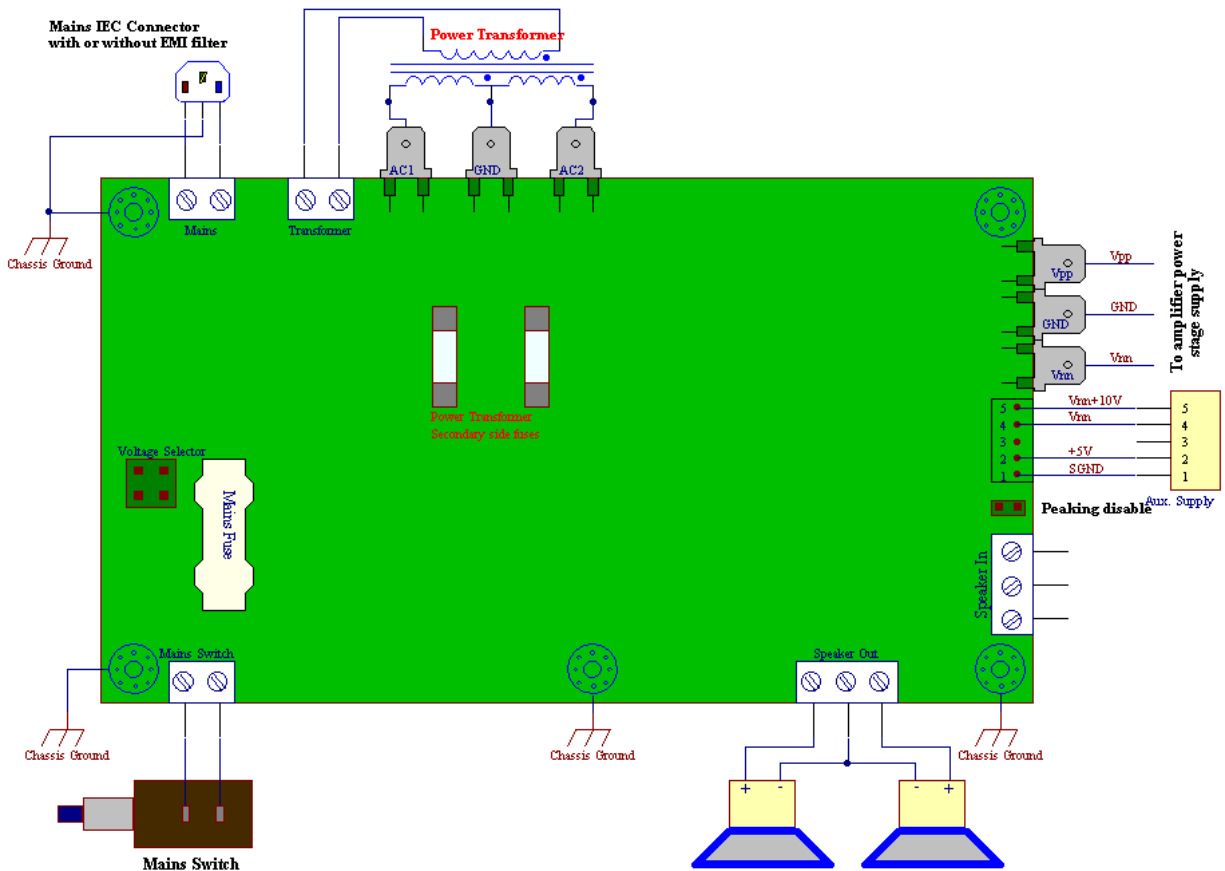 Mains IEC Connector
with or without EMI filter
Power Transformer
AC1
GND
AC2
Mains
Transformer
Chassis Ground
Vpp
Vpp
GND
GND
Vnn
Vnn
To amplifier power
stage supply
Power Transformer
Secondary side fuses
5
4
3
2
1
Vnn+10V
Vnn
+5V
SGND
5
4
3
2
1
Aux. Supply
Voltage Selector
Mains Fuse
Peaking disable
Speaker In
Mains Switch
Speaker Out
Chassis Ground
Chassis Ground
Chassis Ground
+ -
- +
Mains Switch